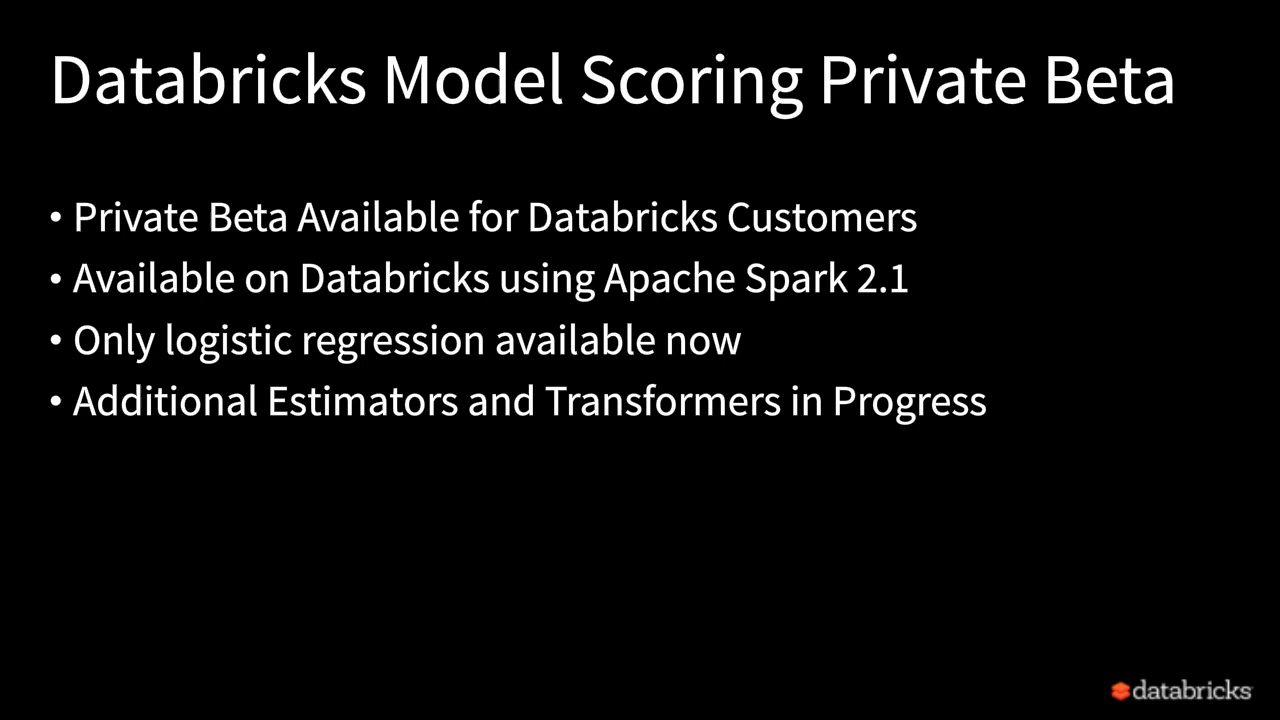 Databricks Model Scoring Private Beta
• Private Beta Available for Databricks Customers
• Available on Databricks using Apache Spark 2.1
• Only logistic regression available now
• Additional Estimators and Transformers in Progress
databricks